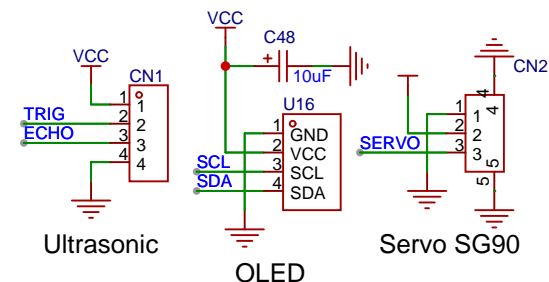 VCC
CN1
1 1
TRIG 2 2
ECHO 3 3
4 4
Ultrasonic
VCC
C48
+
10uF
U16
1 GND
2 VCC
SCL 3 SCL
SDA 4 SDA
OLED
CN2
4 4
1 1
2 2
SERVO 3 3
5 5
Servo SG90